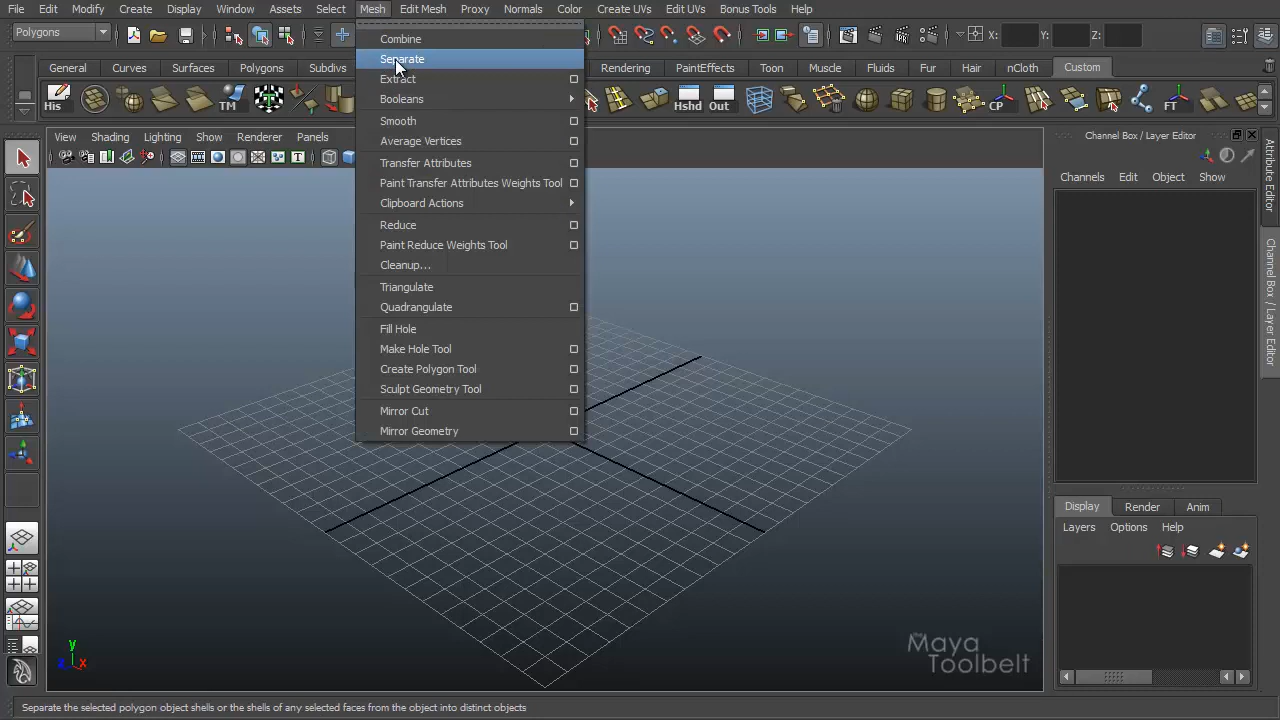 File Edit Modify Create Display Window Assets Select Mesh Edit Mesh Proxy Normals Color Create UVs Edit UVs Bonus Tools Help
Polygons
X: Y: Z:
General Curves Surfaces Polygons Subdivs Rendering PaintEffects Toon Muscle Fluids Fur Hair nCloth Custom
His TM Hshd Out CP FT
Combine
Separate
Extract
Booleans
Smooth
Average Vertices
Transfer Attributes
Paint Transfer Attributes Weights Tool
Clipboard Actions
Reduce
Paint Reduce Weights Tool
Cleanup...
Triangulate
Quadrangulate
Fill Hole
Make Hole Tool
Create Polygon Tool
Sculpt Geometry Tool
Mirror Cut
Mirror Geometry
View Shading Lighting Show Renderer Panels
Channel Box / Layer Editor
Channels Edit Object Show
Attribute Editor
Channel Box / Layer Editor
Display Render Anim
Layers Options Help
y
z x
the
Maya
Toolbelt
Separate the selected polygon object shells or the shells of any selected faces from the object into distinct objects